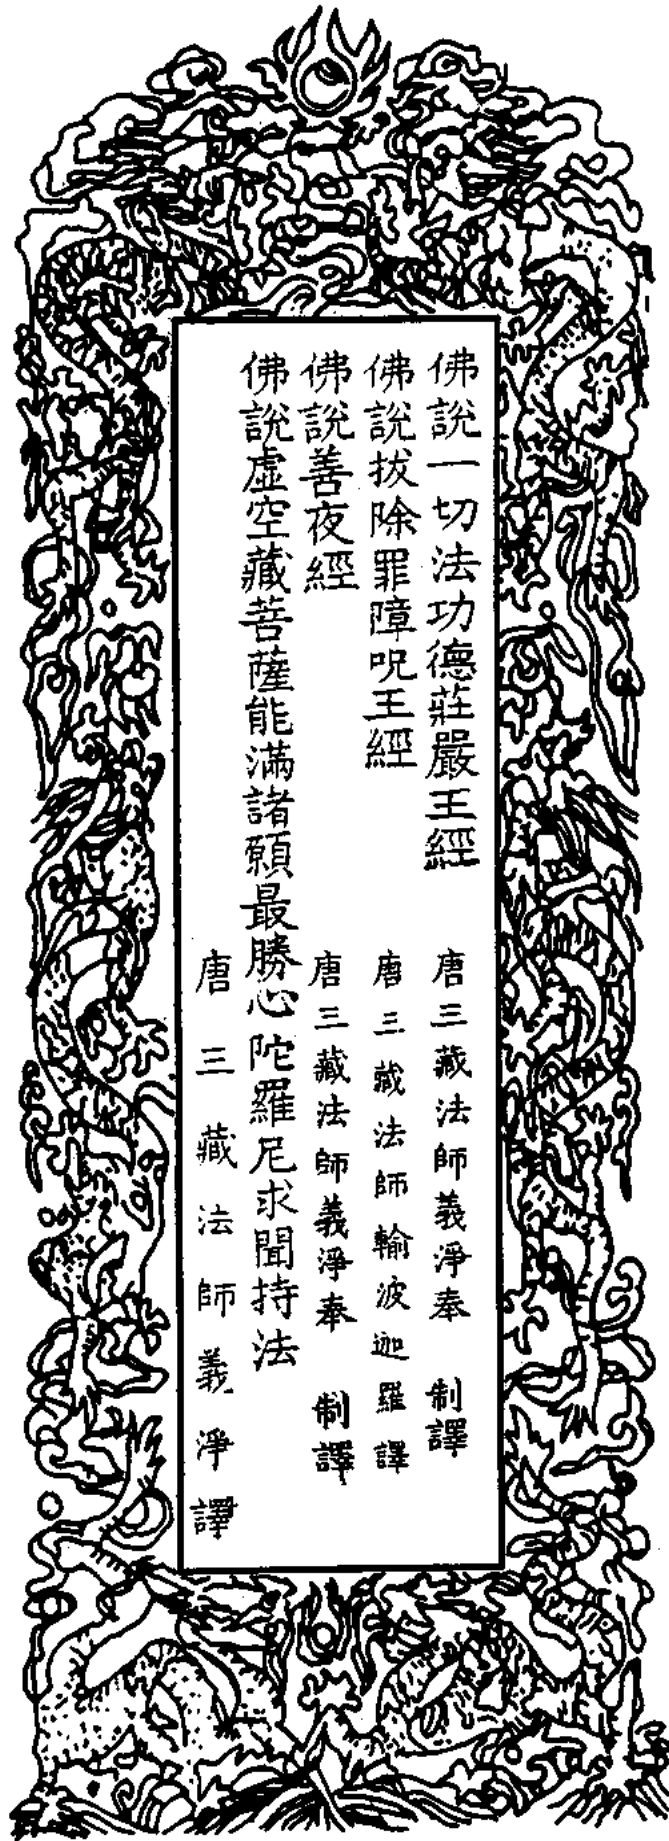 佛說一切法功德莊嚴王經 唐三藏法師義淨奉 制譯
佛說拔除罪障呪王經 唐三藏法師輸波迦羅譯
佛說善夜經 唐三藏法師義淨奉 制譯
佛說虛空藏菩薩能滿諸願最勝心陀羅尼求聞持法
唐三藏法師義淨譯